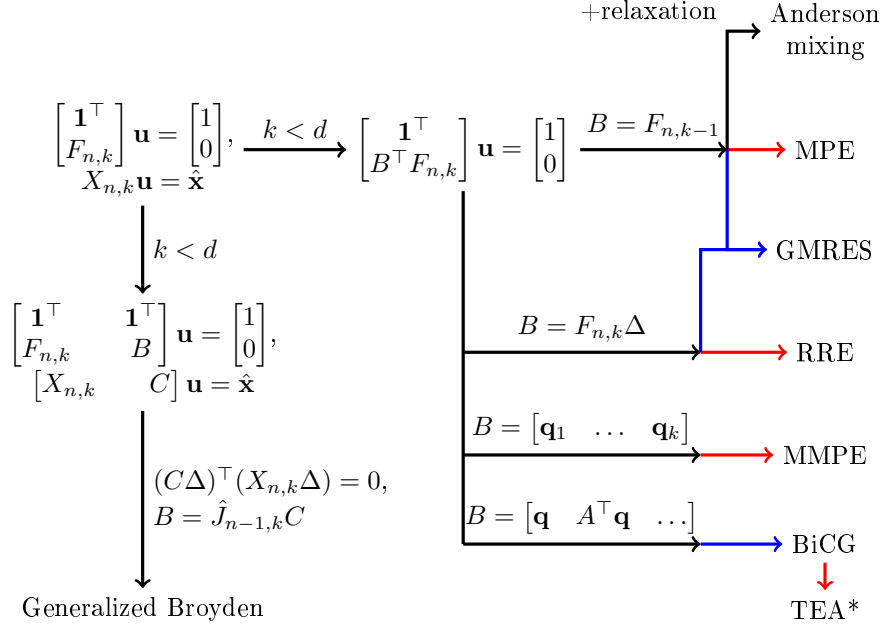 +relaxation
Anderson
mixing
[𝟏^⊤; F_{n,k}] 𝐮 = [1; 0],
X_{n,k}𝐮 = 𝐱̂
k < d
[𝟏^⊤; B^⊤F_{n,k}] 𝐮 = [1; 0]
B = F_{n,k−1}
MPE
k < d
GMRES
[𝟏^⊤ 𝟏^⊤; F_{n,k} B] 𝐮 = [1; 0],
[X_{n,k} C] 𝐮 = 𝐱̂
B = F_{n,k}Δ
RRE
B = [𝐪_1 … 𝐪_k]
MMPE
(CΔ)^⊤(X_{n,k}Δ) = 0,
B = Ĵ_{n−1,k}C
B = [𝐪 A^⊤𝐪 …]
BiCG
Generalized Broyden
TEA*